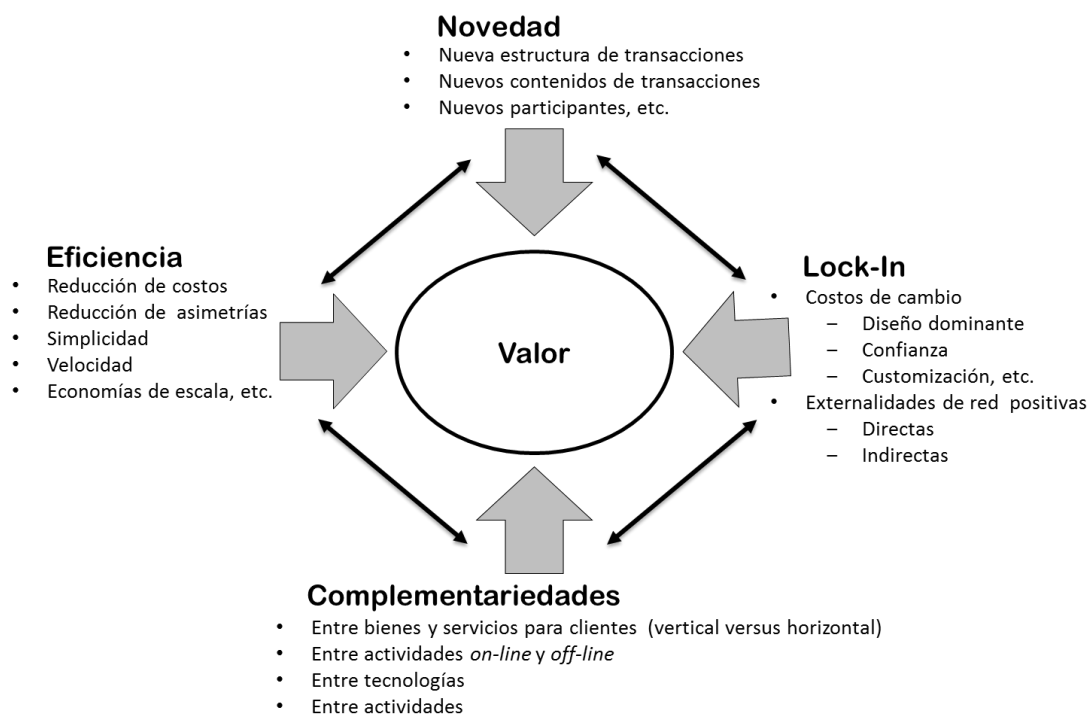 Novedad
• Nueva estructura de transacciones
• Nuevos contenidos de transacciones
• Nuevos participantes, etc.
Eficiencia
• Reducción de costos
• Reducción de asimetrías
• Simplicidad
• Velocidad
• Economías de escala, etc.
Valor
Lock-In
• Costos de cambio
– Diseño dominante
– Confianza
– Customización, etc.
• Externalidades de red positivas
– Directas
– Indirectas
Complementariedades
• Entre bienes y servicios para clientes (vertical versus horizontal)
• Entre actividades on-line y off-line
• Entre tecnologías
• Entre actividades